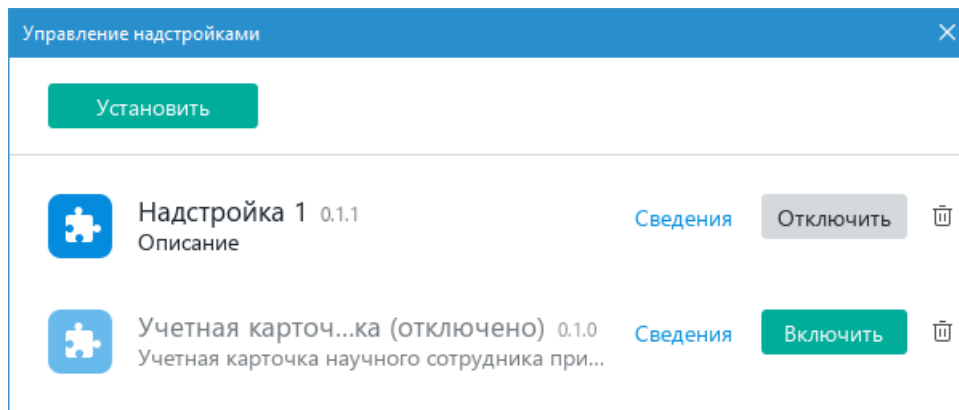 Управление надстройками
Установить
Надстройка 1 0.1.1
Описание
Сведения
Отключить
Учетная карточ...ка (отключено) 0.1.0
Учетная карточка научного сотрудника при...
Сведения
Включить